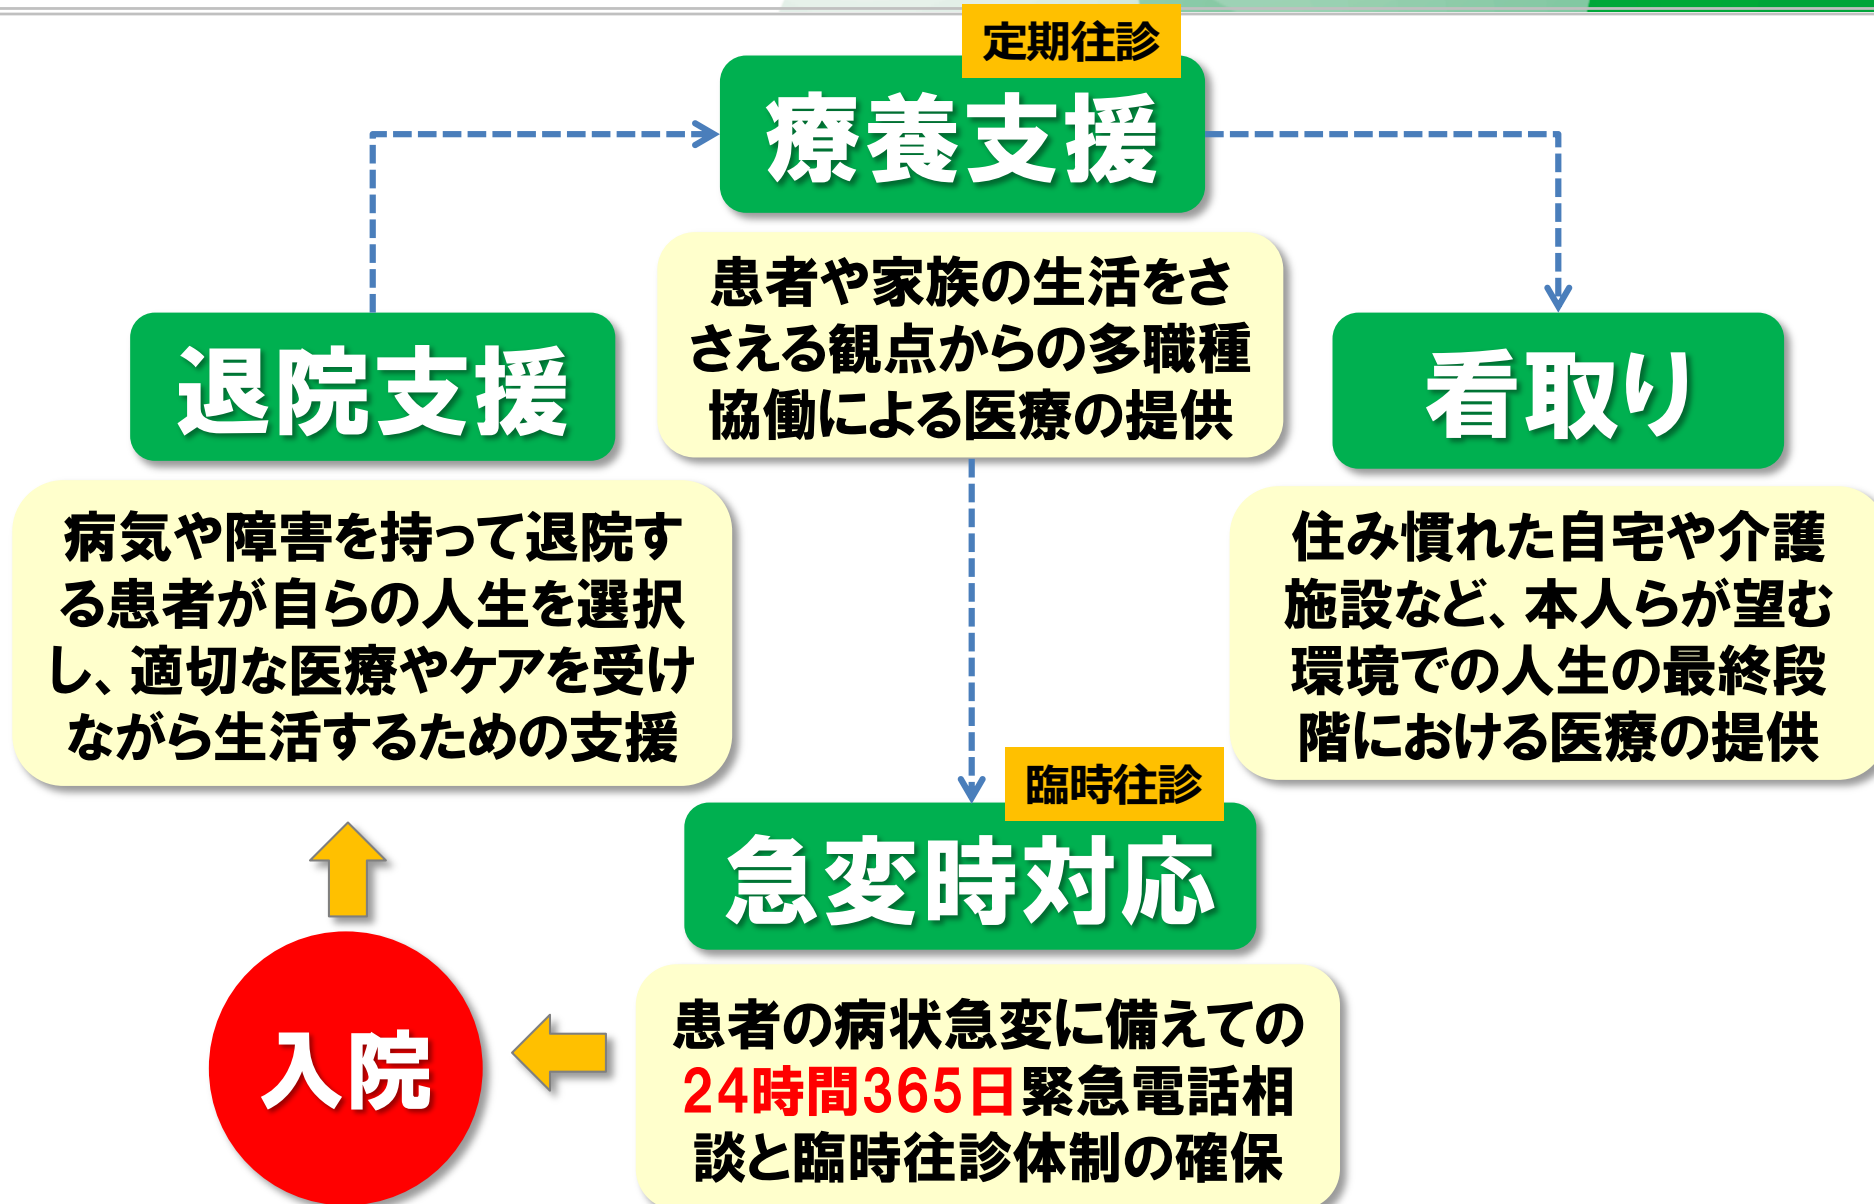 定期往診
療養支援
患者や家族の生活をさ
さえる観点からの多職種
協働による医療の提供
退院支援
病気や障害を持って退院す
る患者が自らの人生を選択
し、適切な医療やケアを受け
ながら生活するための支援
看取り
住み慣れた自宅や介護
施設など、本人らが望む
環境での人生の最終段
階における医療の提供
臨時往診
急変時対応
患者の病状急変に備えての
24時間365日緊急電話相
談と臨時往診体制の確保
入院